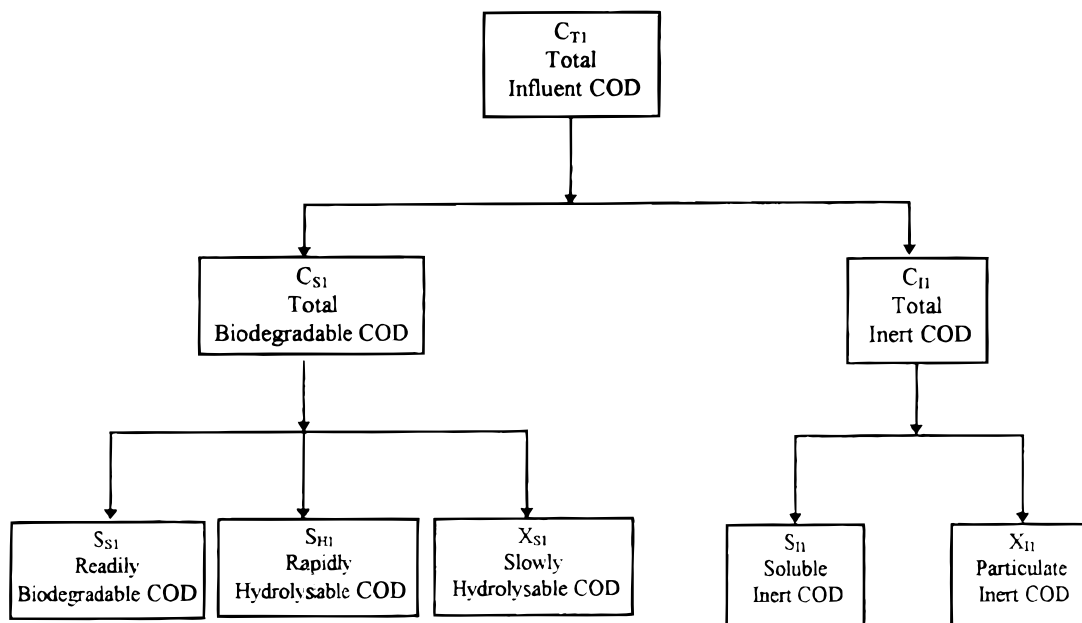 C_T1
Total
Influent COD
C_S1
Total
Biodegradable COD
C_I1
Total
Inert COD
S_S1
Readily
Biodegradable COD
S_H1
Rapidly
Hydrolysable COD
X_S1
Slowly
Hydrolysable COD
S_I1
Soluble
Inert COD
X_I1
Particulate
Inert COD